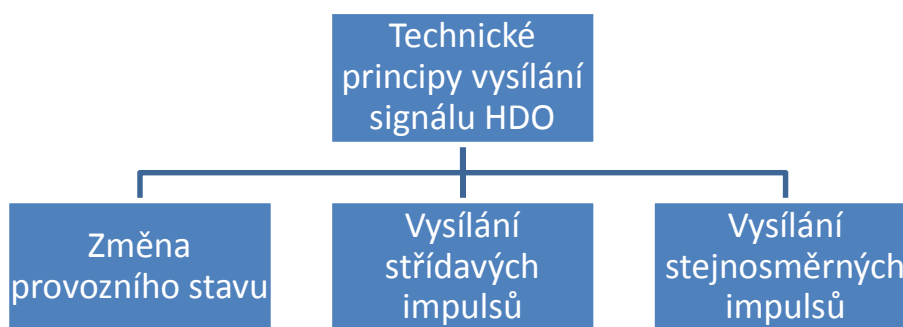 Technické
principy vysílání
signálu HDO
Změna
provozního stavu
Vysílání
střídavých
impulsů
Vysílání
stejnosměrných
impulsů